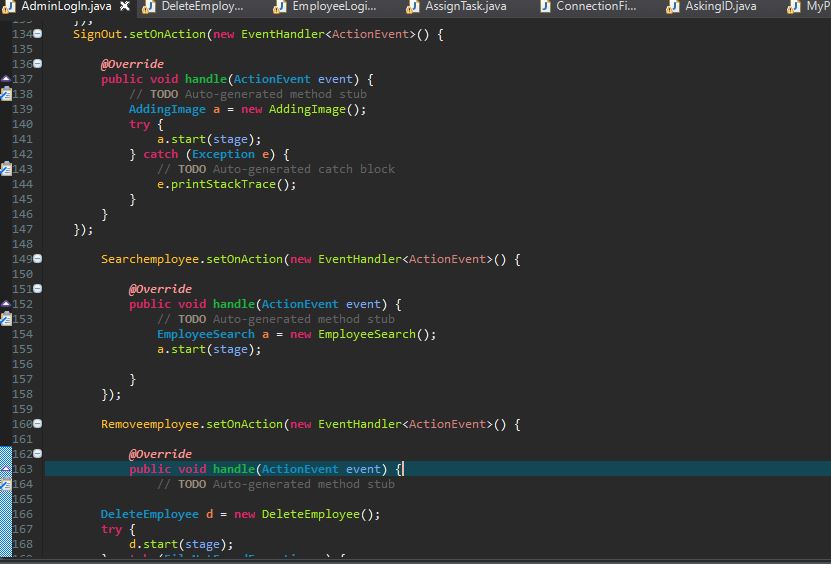 AdminLogIn.java DeleteEmploy... EmployeeLogi... AssignTask.java ConnectionFi... AskingID.java MyP
});
134 SignOut.setOnAction(new EventHandler<ActionEvent>() {
135
136 @Override
137 public void handle(ActionEvent event) {
138 // TODO Auto-generated method stub
139 AddingImage a = new AddingImage();
140 try {
141 a.start(stage);
142 } catch (Exception e) {
143 // TODO Auto-generated catch block
144 e.printStackTrace();
145 }
146 }
147 });
148
149 Searchemployee.setOnAction(new EventHandler<ActionEvent>() {
150
151 @Override
152 public void handle(ActionEvent event) {
153 // TODO Auto-generated method stub
154 EmployeeSearch a = new EmployeeSearch();
155 a.start(stage);
156
157 }
158 });
159
160 Removeemployee.setOnAction(new EventHandler<ActionEvent>() {
161
162 @Override
163 public void handle(ActionEvent event) {
164 // TODO Auto-generated method stub
165
166 DeleteEmployee d = new DeleteEmployee();
167 try {
168 d.start(stage);